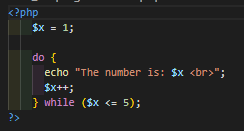 <?php
$x = 1;
do {
echo "The number is: $x <br>";
$x++;
} while ($x <= 5);
?>